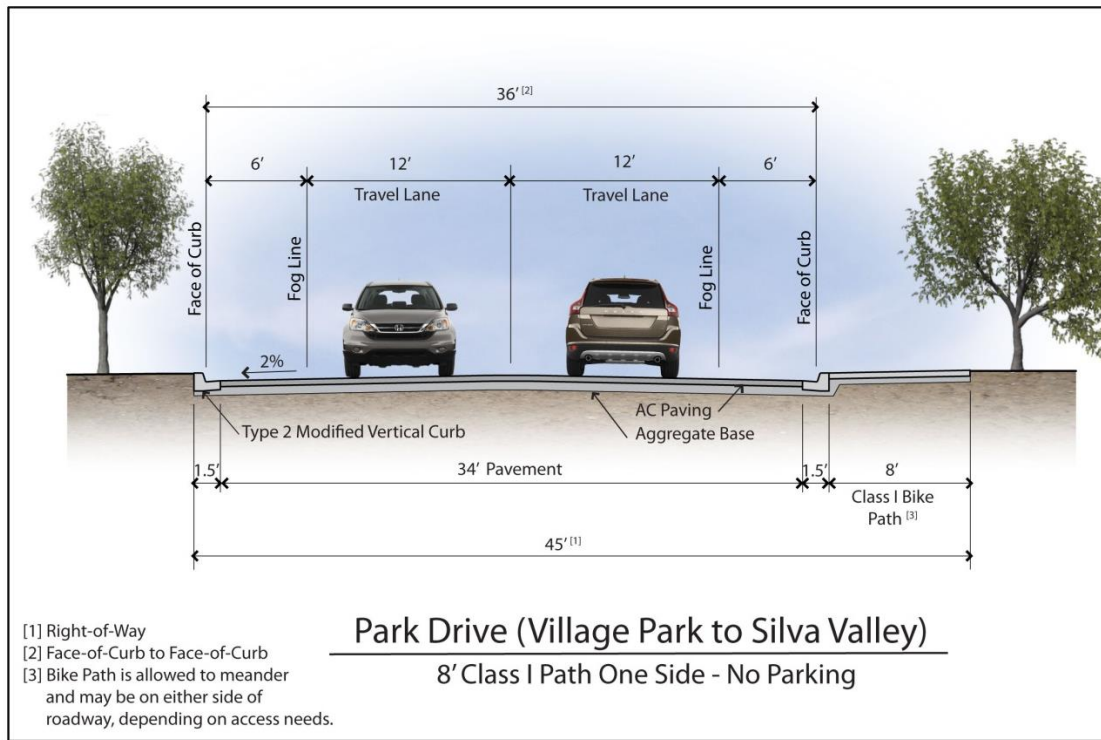 36' [2]
6'
12'
12'
6'
Travel Lane
Travel Lane
Face of Curb
Fog Line
Fog Line
Face of Curb
2%
Type 2 Modified Vertical Curb
AC Paving
Aggregate Base
1.5'
34' Pavement
1.5'
8'
Class I Bike
Path [3]
45' [1]
[1] Right-of-Way
[2] Face-of-Curb to Face-of-Curb
[3] Bike Path is allowed to meander
and may be on either side of
roadway, depending on access needs.
Park Drive (Village Park to Silva Valley)
8' Class I Path One Side - No Parking